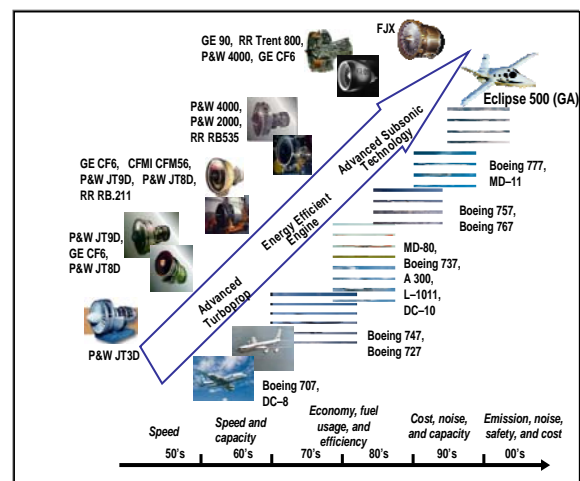 FJX
GE 90, RR Trent 800,
P&W 4000, GE CF6
Eclipse 500 (GA)
P&W 4000,
P&W 2000,
RR RB535
Advanced Subsonic
Technology
GE CF6, CFMI CFM56,
P&W JT9D, P&W JT8D,
RR RB.211
Boeing 777,
MD–11
Energy Efficient
Engine
Boeing 757,
Boeing 767
P&W JT9D,
GE CF6,
P&W JT8D
MD-80,
Boeing 737,
A 300,
L–1011,
DC–10
Advanced
Turboprop
P&W JT3D
Boeing 747,
Boeing 727
Boeing 707,
DC–8
Speed
Speed and
capacity
Economy, fuel
usage, and
efficiency
Cost, noise,
and capacity
Emission, noise,
safety, and cost
50's 60's 70's 80's 90's 00's